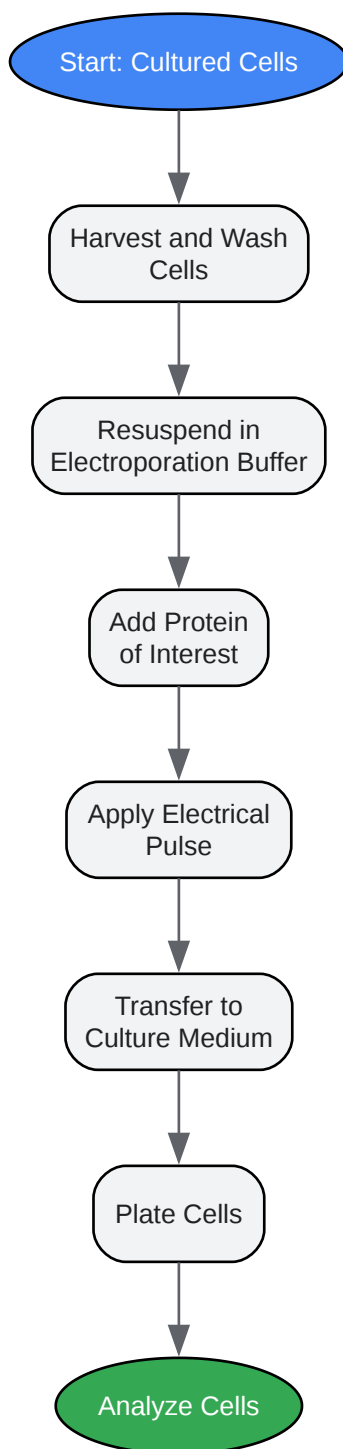 Start: Cultured Cells
Harvest and Wash
Cells
Resuspend in
Electroporation Buffer
Add Protein
of Interest
Apply Electrical
Pulse
Transfer to
Culture Medium
Plate Cells
Analyze Cells